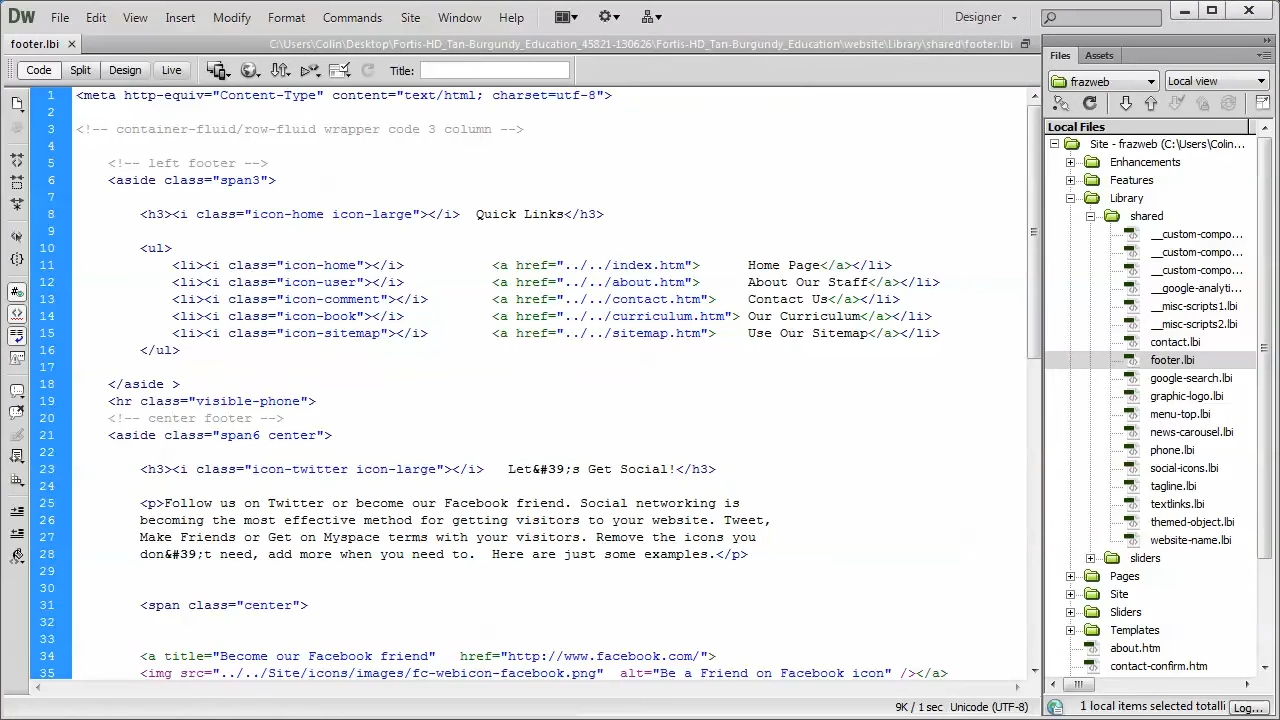 Dw File Edit View Insert Modify Format Commands Site Window Help Designer
footer.lbi C:\Users\Colin\Desktop\Fortis-HD_Tan-Burgundy_Education_45821-130626\Fortis-HD_Tan-Burgundy_Education\website\Library\shared\footer.lbi
Code Split Design Live Title:
1 <meta http-equiv="Content-Type" content="text/html; charset=utf-8">
2
3 <!-- container-fluid/row-fluid wrapper code 3 column -->
4
5 <!-- left footer -->
6 <aside class="span3">
7
8 <h3><i class="icon-home icon-large"></i>  Quick Links</h3>
9
10 <ul>
11 <li><i class="icon-home"></i> <a href="../../index.htm"> Home Page</a></li>
12 <li><i class="icon-user"></i> <a href="../../about.htm"> About Our Staff</a></li>
13 <li><i class="icon-comment"></i> <a href="../../contact.htm"> Contact Us</a></li>
14 <li><i class="icon-book"></i> <a href="../../curriculum.htm"> Our Curriculum</a></li>
15 <li><i class="icon-sitemap"></i> <a href="../../sitemap.htm"> Use Our Sitemap</a></li>
16 </ul>
17
18 </aside >
19 <hr class="visible-phone">
20 <!-- center footer -->
21 <aside class="span6 center">
22
23 <h3><i class="icon-twitter icon-large"></i>   Let&#39;s Get Social!</h3>
24
25 <p>Follow us on Twitter or become our Facebook friend. Social networking is
26 becoming the most effective method for getting visitors to your website. Tweet,
27 Make Friends or Get on Myspace terms with your visitors. Remove the icons you
28 don&#39;t need, add more when you need to.  Here are just some examples.</p>
29
30
31 <span class="center">
32
33
34 <a title="Become our Facebook Friend"   href="http://www.facebook.com/">
35 <img src="../../Site/icons/images/fc-webicon-facebook.png"  alt="Be a Friend on Facebook icon" /></a>
9K / 1 sec Unicode (UTF-8)
Files Assets
frazweb Local view
Local Files
Site - frazweb (C:\Users\Colin...
Enhancements
Features
Library
shared
__custom-compo...
__custom-compo...
__custom-compo...
__google-analyti...
__misc-scripts1.lbi
__misc-scripts2.lbi
contact.lbi
footer.lbi
google-search.lbi
graphic-logo.lbi
menu-top.lbi
news-carousel.lbi
phone.lbi
social-icons.lbi
tagline.lbi
textlinks.lbi
themed-object.lbi
website-name.lbi
sliders
Pages
Site
Sliders
Templates
about.htm
contact-confirm.htm
1 local items selected totalli Log...